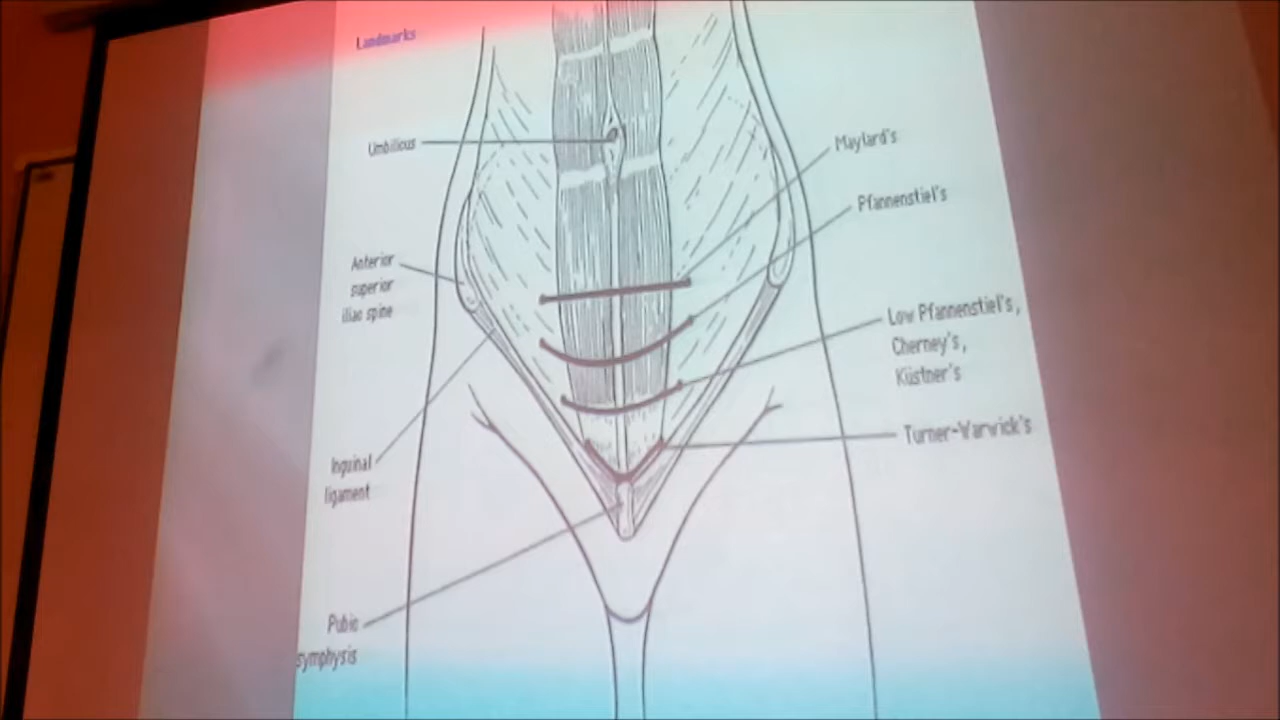 Landmarks
Umbilicus
Maylard's
Pfannenstiel's
Anterior
superior
iliac spine
Low Pfannenstiel's,
Cherney's,
Küstner's
Turner-Warwick's
Inguinal
ligament
Pubic
symphysis